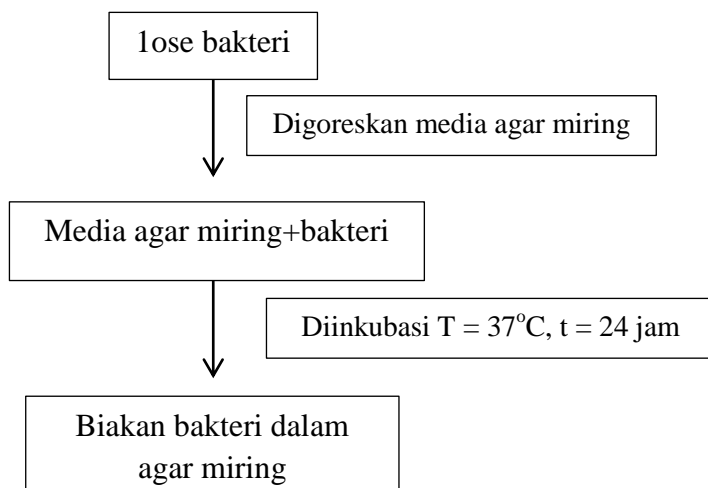 1ose bakteri
Digoreskan media agar miring
Media agar miring+bakteri
Diinkubasi T = 37°C, t = 24 jam
Biakan bakteri dalam
agar miring